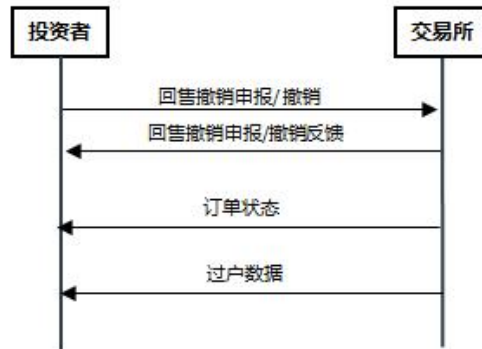 投资者
交易所
回售撤销申报/撤销
回售撤销申报/撤销反馈
订单状态
过户数据